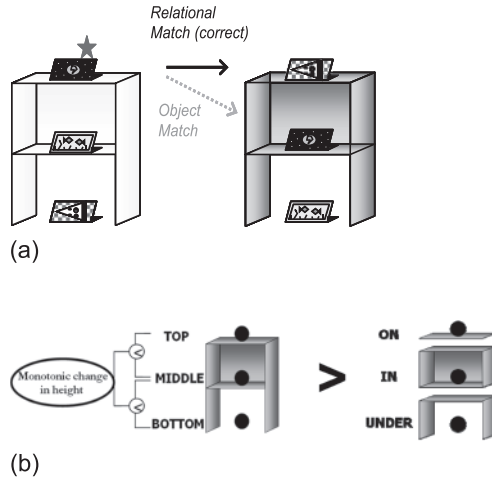 Relational
Match (correct)
Object
Match
(a)
TOP
ON
Monotonic change
in height
MIDDLE
>
IN
BOTTOM
UNDER
(b)